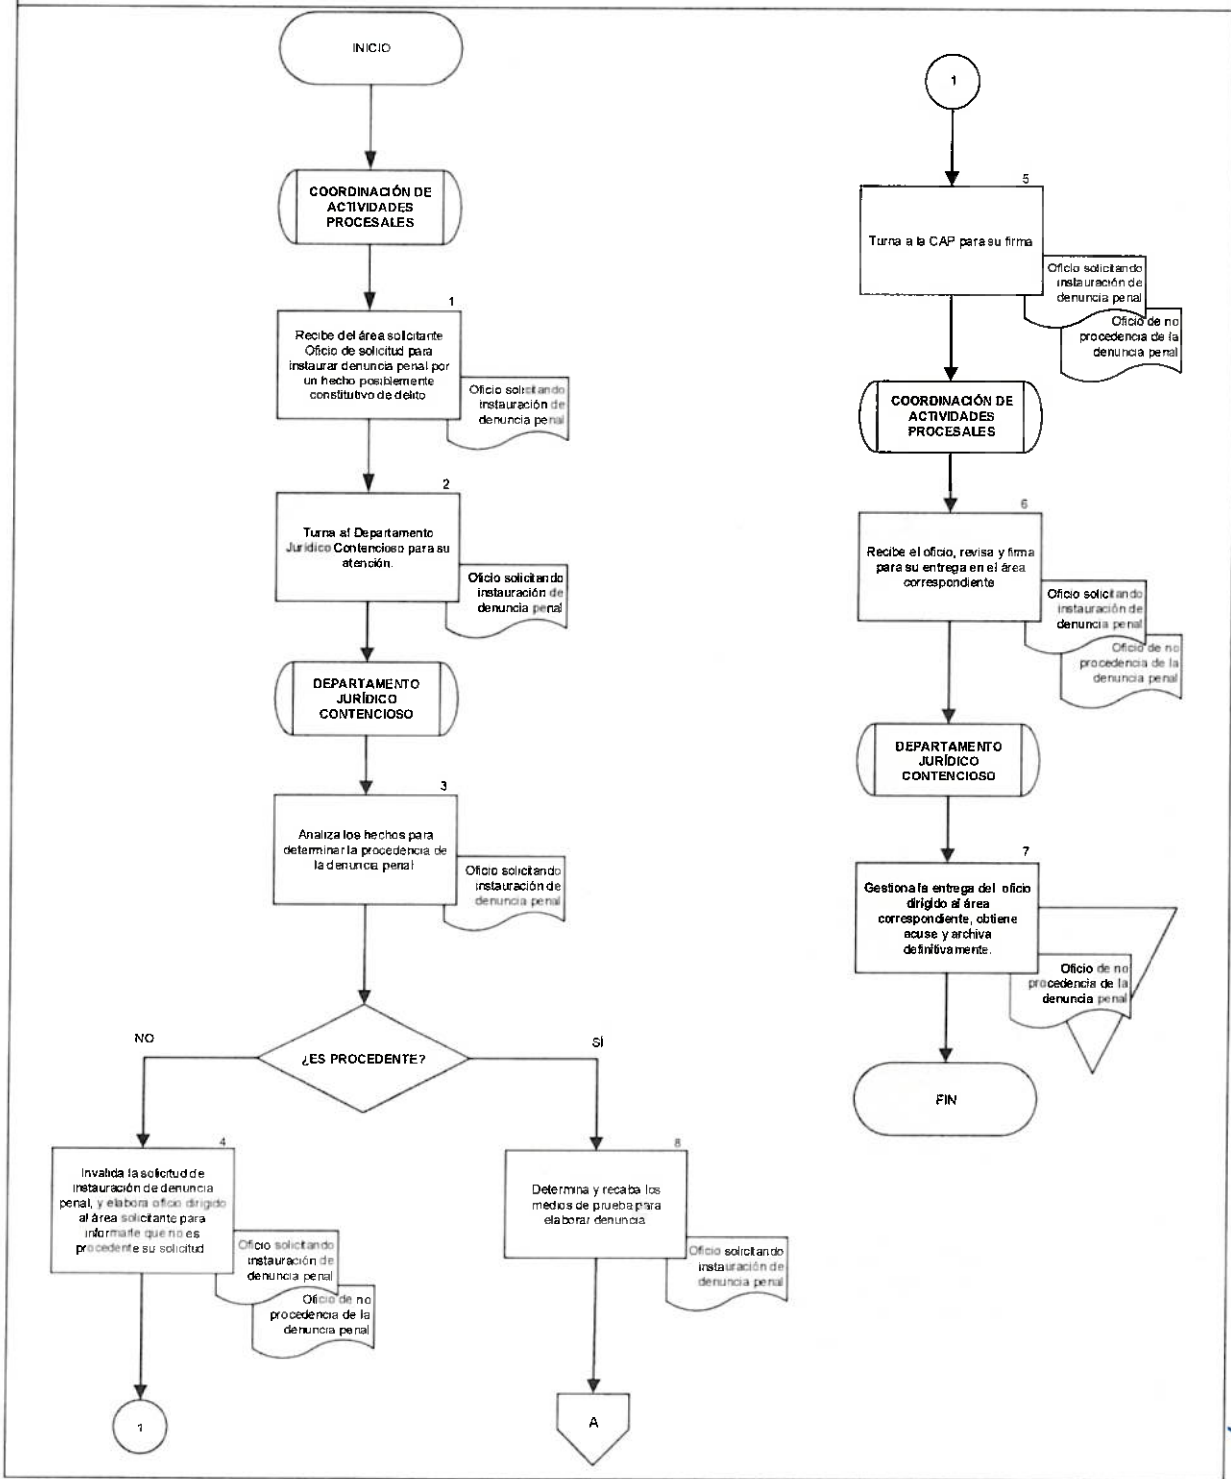 INICIO
COORDINACIÓN DE
ACTIVIDADES
PROCESALES
1
Recibe del área solicitante
Oficio de solicitud para
instaurar denuncia penal por
un hecho posiblemente
constitutivo de delito
Oficio solicitando
instauración de
denuncia penal
2
Turna al Departamento
Jurídico Contencioso para su
atención.
Oficio solicitando
instauración de
denuncia penal
DEPARTAMENTO
JURÍDICO
CONTENCIOSO
3
Analiza los hechos para
determinar la procedencia de
la denuncia penal
Oficio solicitando
instauración de
denuncia penal
¿ES PROCEDENTE?
NO
SÍ
4
Invalida la solicitud de
instauración de denuncia
penal, y elabora oficio dirigido
al área solicitante para
informarle que no es
procedente su solicitud
Oficio solicitando
instauración de
denuncia penal
Oficio de no
procedencia de la
denuncia penal
1
8
Determina y recaba los
medios de prueba para
elaborar denuncia
Oficio solicitando
instauración de
denuncia penal
A
1
5
Turna a la CAP para su firma
Oficio solicitando
instauración de
denuncia penal
Oficio de no
procedencia de la
denuncia penal
COORDINACIÓN DE
ACTIVIDADES
PROCESALES
6
Recibe el oficio, revisa y firma
para su entrega en el área
correspondiente
Oficio solicitando
instauración de
denuncia penal
Oficio de no
procedencia de la
denuncia penal
DEPARTAMENTO
JURÍDICO
CONTENCIOSO
7
Gestiona la entrega del oficio
dirigido al área
correspondiente, obtiene
acuse y archiva
definitivamente.
Oficio de no
procedencia de la
denuncia penal
FIN